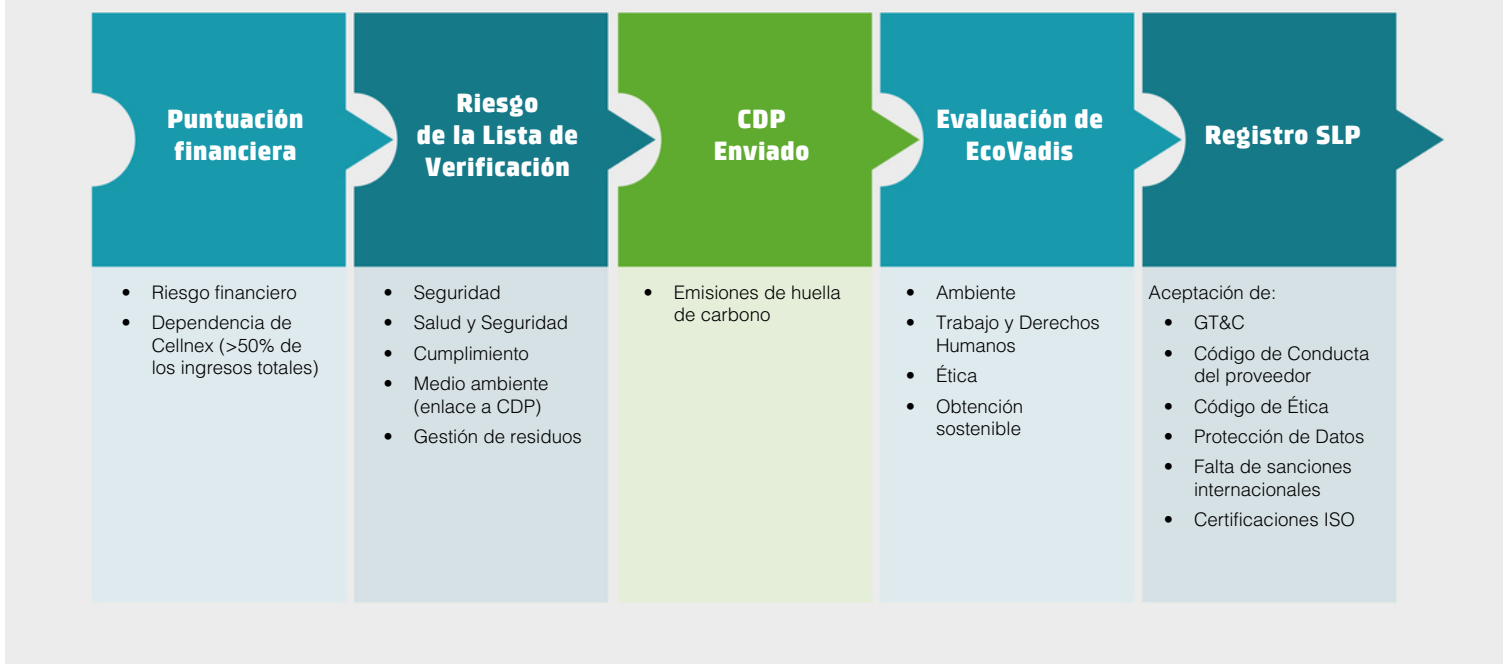 Puntuación
financiera
• Riesgo financiero
• Dependencia de
Cellnex (>50% de
los ingresos totales)
Riesgo
de la Lista de
Verificación
• Seguridad
• Salud y Seguridad
• Cumplimiento
• Medio ambiente
(enlace a CDP)
• Gestión de residuos
CDP
Enviado
• Emisiones de huella
de carbono
Evaluación de
EcoVadis
• Ambiente
• Trabajo y Derechos
Humanos
• Ética
• Obtención
sostenible
Registro SLP
Aceptación de:
• GT&C
• Código de Conducta
del proveedor
• Código de Ética
• Protección de Datos
• Falta de sanciones
internacionales
• Certificaciones ISO